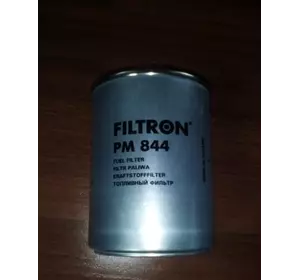 FILTRON
PM 844
FUEL FILTER
FILTR PALIWA
KRAFTSTOFFFILTER
ТОПЛИВНЫЙ ФИЛЬТР